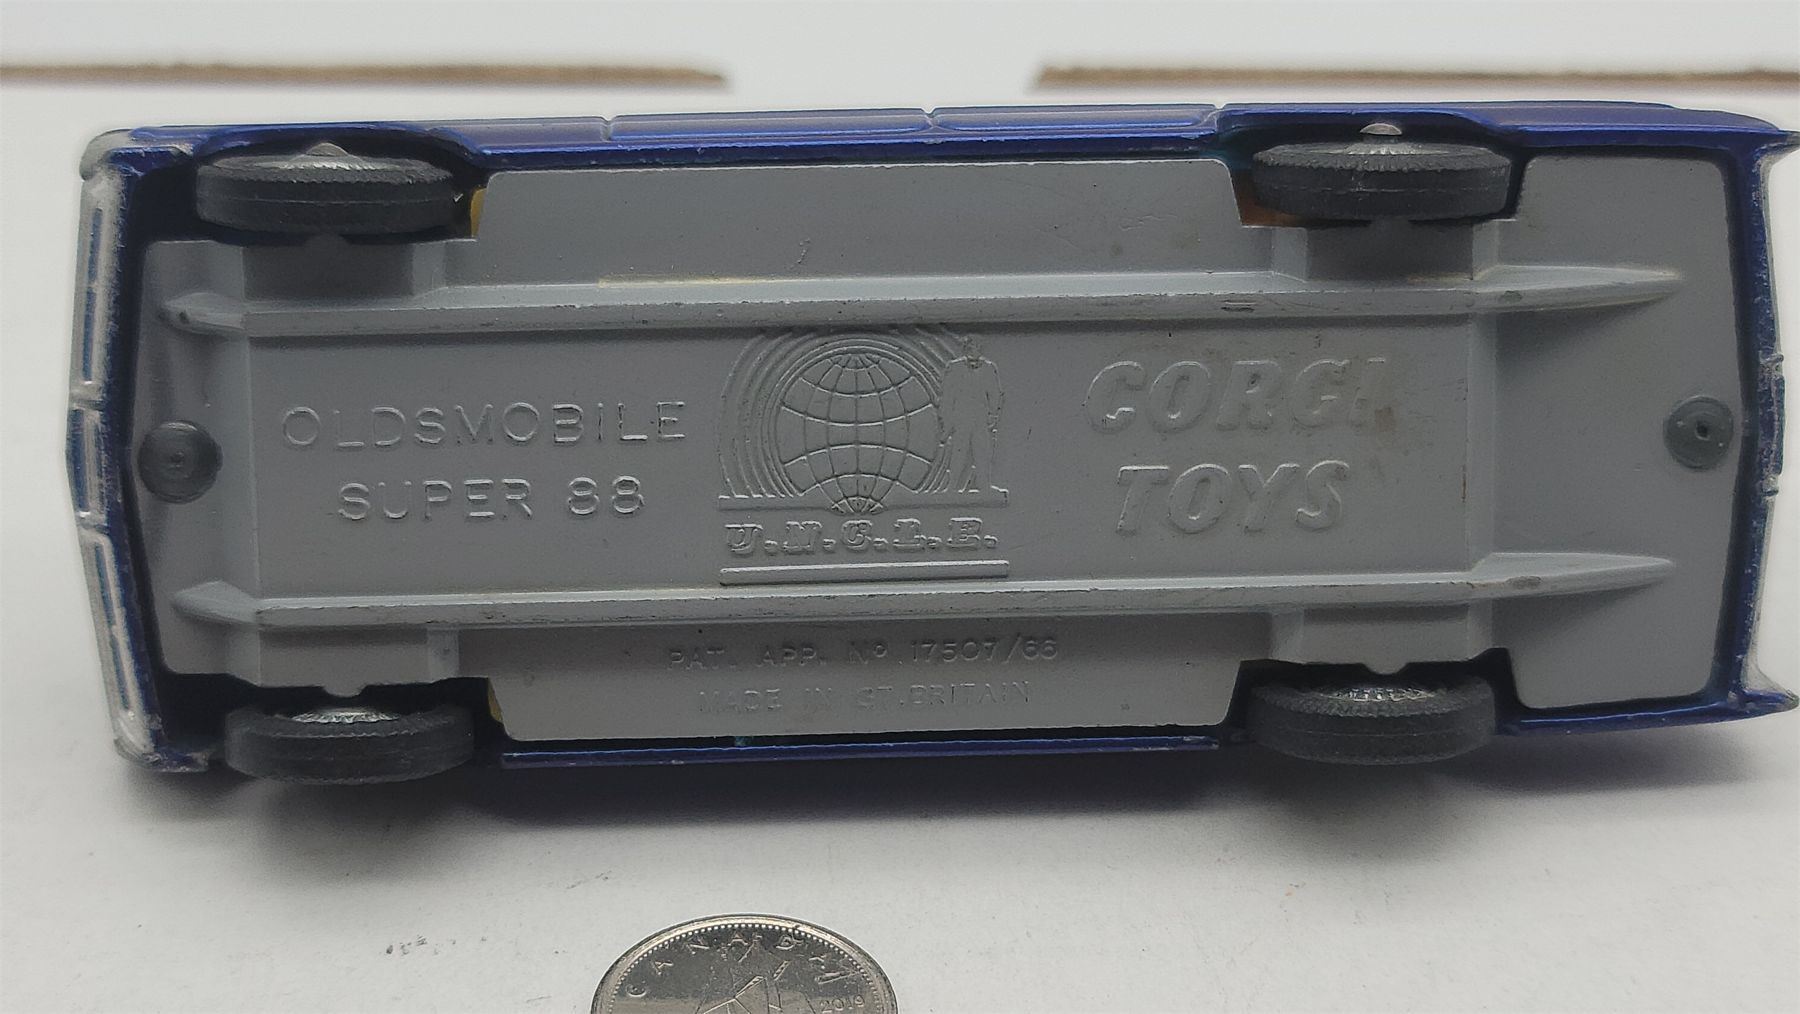 OLDSMOBILE
SUPER 88
U.N.C.L.E.
CORGI
TOYS
PAT. APP. Nº 17507/66
MADE IN GT. BRITAIN
CANADA
2019